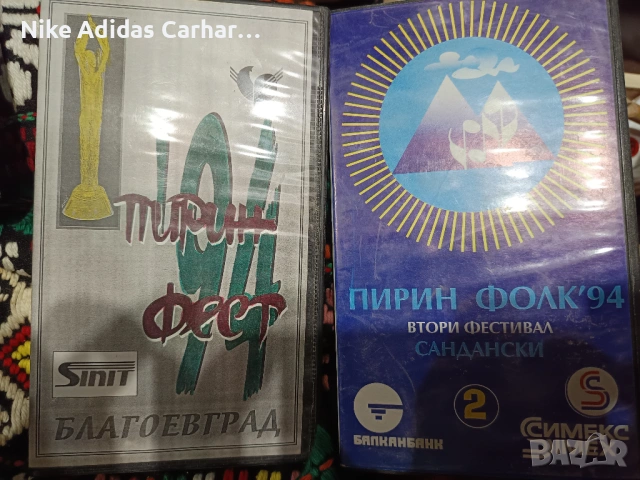 Nike Adidas Carhar...
'94
ПИРИН
ФЕСТ
SINIT
БЛАГОЕВГРАД
ПИРИН ФОЛК'94
ВТОРИ ФЕСТИВАЛ
САНДАНСКИ
БАЛКАНБАНК
2
S
СИМЕКС